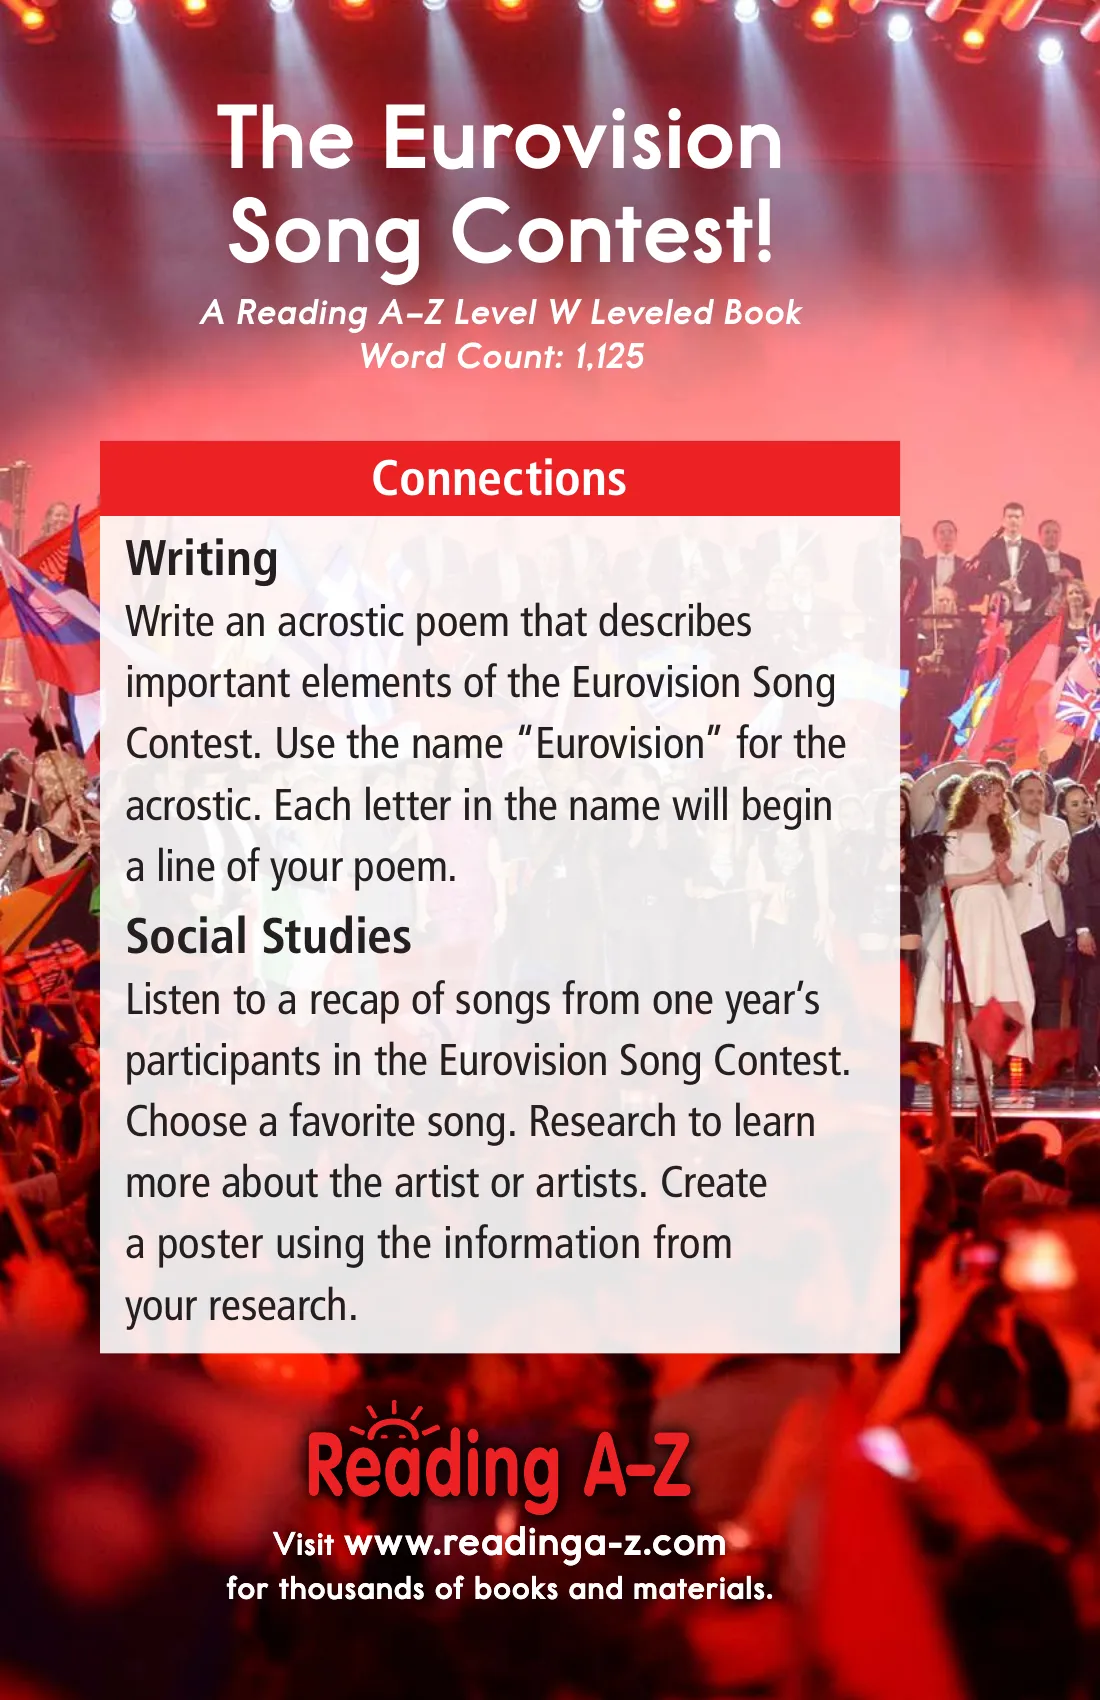 The Eurovision
Song Contest!
A Reading A–Z Level W Leveled Book
Word Count: 1,125
Connections
Writing
Write an acrostic poem that describes
important elements of the Eurovision Song
Contest. Use the name “Eurovision” for the
acrostic. Each letter in the name will begin
a line of your poem.
Social Studies
Listen to a recap of songs from one year’s
participants in the Eurovision Song Contest.
Choose a favorite song. Research to learn
more about the artist or artists. Create
a poster using the information from
your research.
Reading A–Z
Visit www.readinga-z.com
for thousands of books and materials.